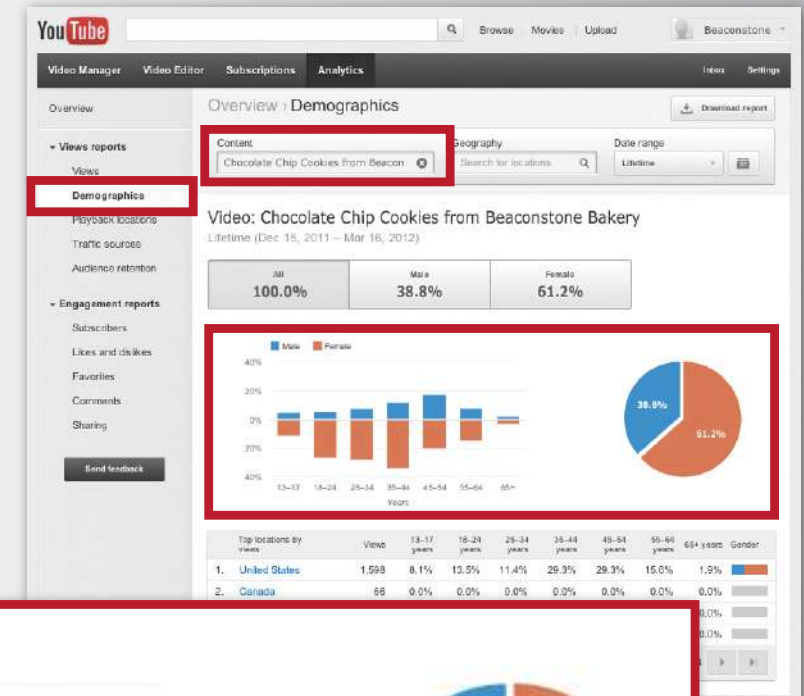 YouTube Browse Movies Upload Beaconstone
Video Manager Video Editor Subscriptions Analytics Inbox Settings
Overview
Views reports
Views
Demographics
Playback locations
Traffic sources
Audience retention
Engagement reports
Subscribers
Likes and dislikes
Favorites
Comments
Sharing
Send feedback
Overview › Demographics
Download report
Content Geography Date range
Chocolate Chip Cookies from Beacon Search for locations Lifetime
Video: Chocolate Chip Cookies from Beaconstone Bakery
Lifetime (Dec 15, 2011 – Mar 16, 2012)
All Male Female
100.0% 38.8% 61.2%
Male Female
40%
20%
0%
20%
40%
13–17 18–24 25–34 35–44 45–54 55–64 65+
Years
38.8%
61.2%
Top locations by views Views 13–17 years 18–24 years 25–34 years 35–44 years 45–54 years 55–64 years 65+ years Gender
1. United States 1,598 8.1% 13.5% 11.4% 29.3% 29.3% 15.6% 1.9%
2. Canada 66 0.0% 0.0% 0.0% 0.0% 0.0% 0.0% 0.0%
0.0%
0.0%